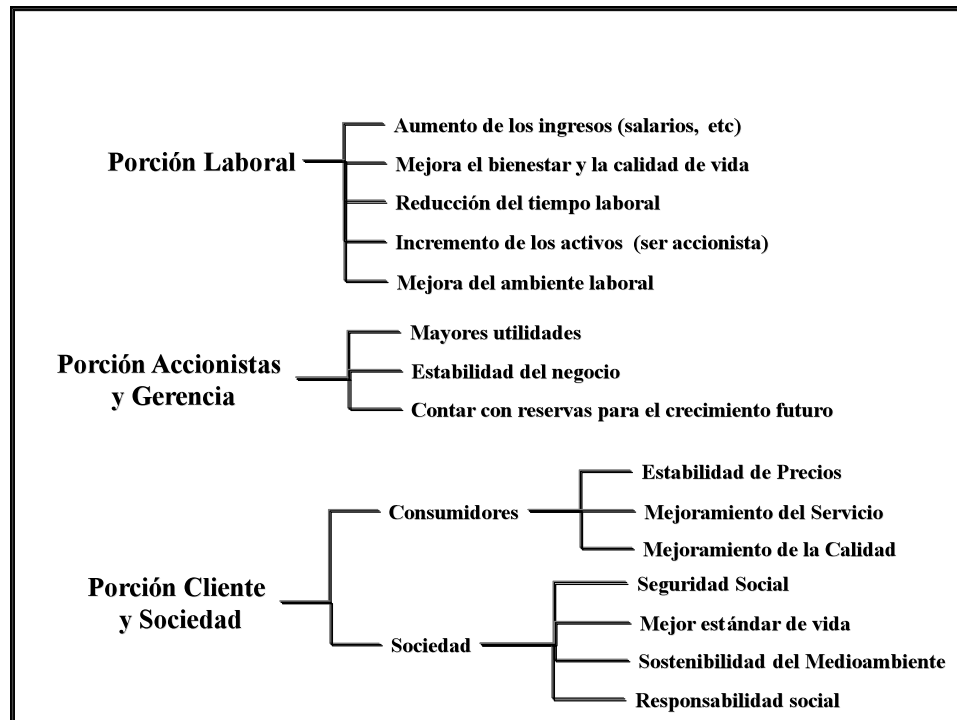 Porción Laboral
Aumento de los ingresos (salarios, etc)
Mejora el bienestar y la calidad de vida
Reducción del tiempo laboral
Incremento de los activos (ser accionista)
Mejora del ambiente laboral
Porción Accionistas
y Gerencia
Mayores utilidades
Estabilidad del negocio
Contar con reservas para el crecimiento futuro
Porción Cliente
y Sociedad
Consumidores
Estabilidad de Precios
Mejoramiento del Servicio
Mejoramiento de la Calidad
Sociedad
Seguridad Social
Mejor estándar de vida
Sostenibilidad del Medioambiente
Responsabilidad social